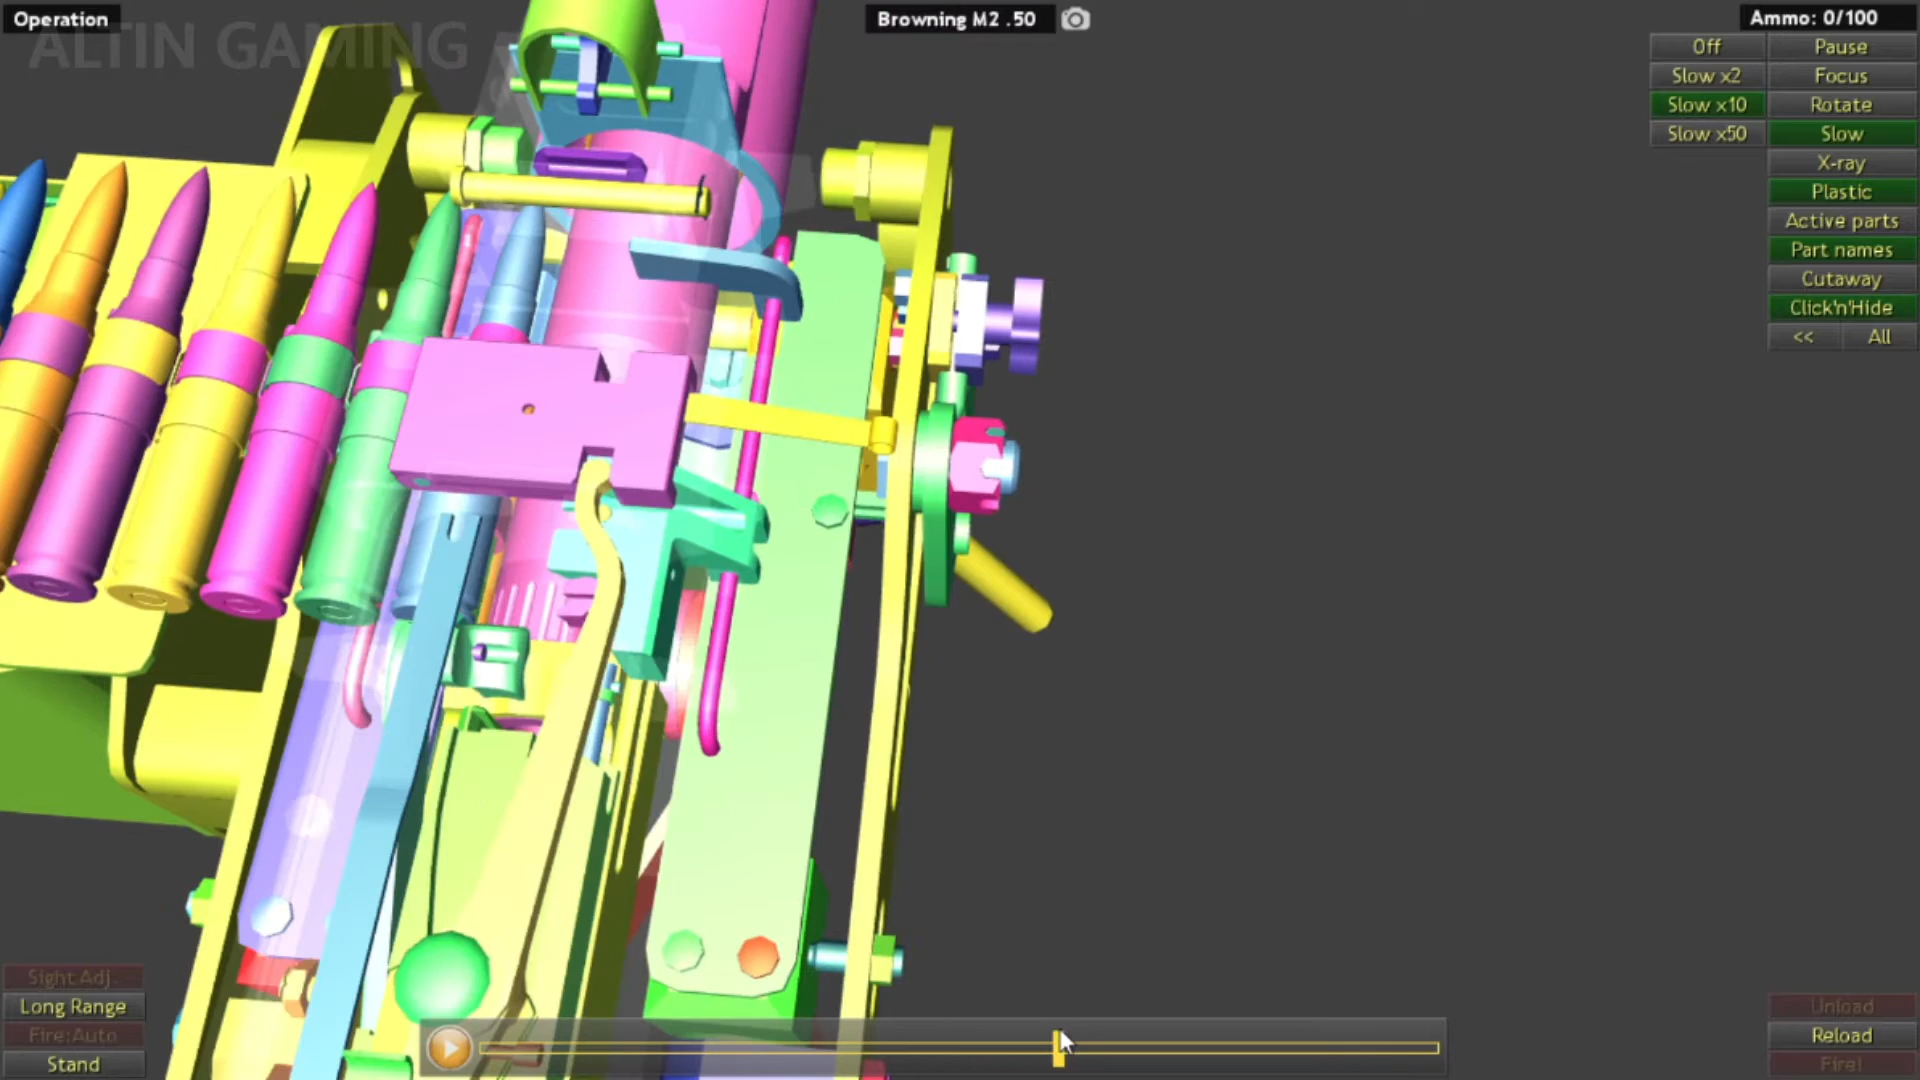 Operation
ALTIN GAMING
Browning M2 .50
Ammo: 0/100
Off
Pause
Slow x2
Focus
Slow x10
Rotate
Slow x50
Slow
X-ray
Plastic
Active parts
Part names
Cutaway
Click'n'Hide
<<
All
Sight Adj.
Long Range
Fire:Auto
Stand
Unload
Reload
Fire!